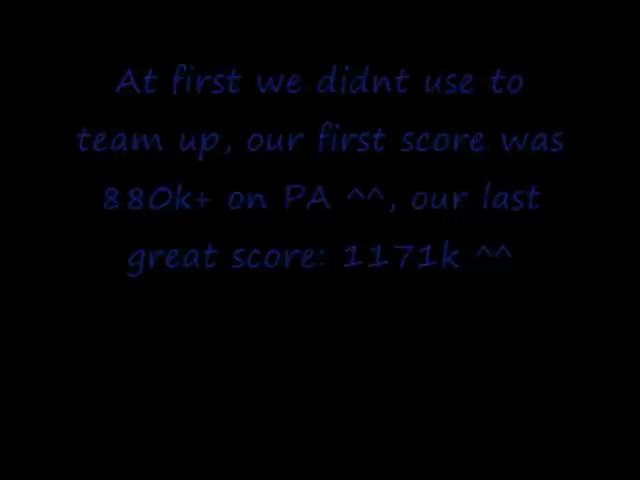 At first we didnt use to
team up, our first score was
880k+ on PA ^^, our last
great score: 1171k ^^